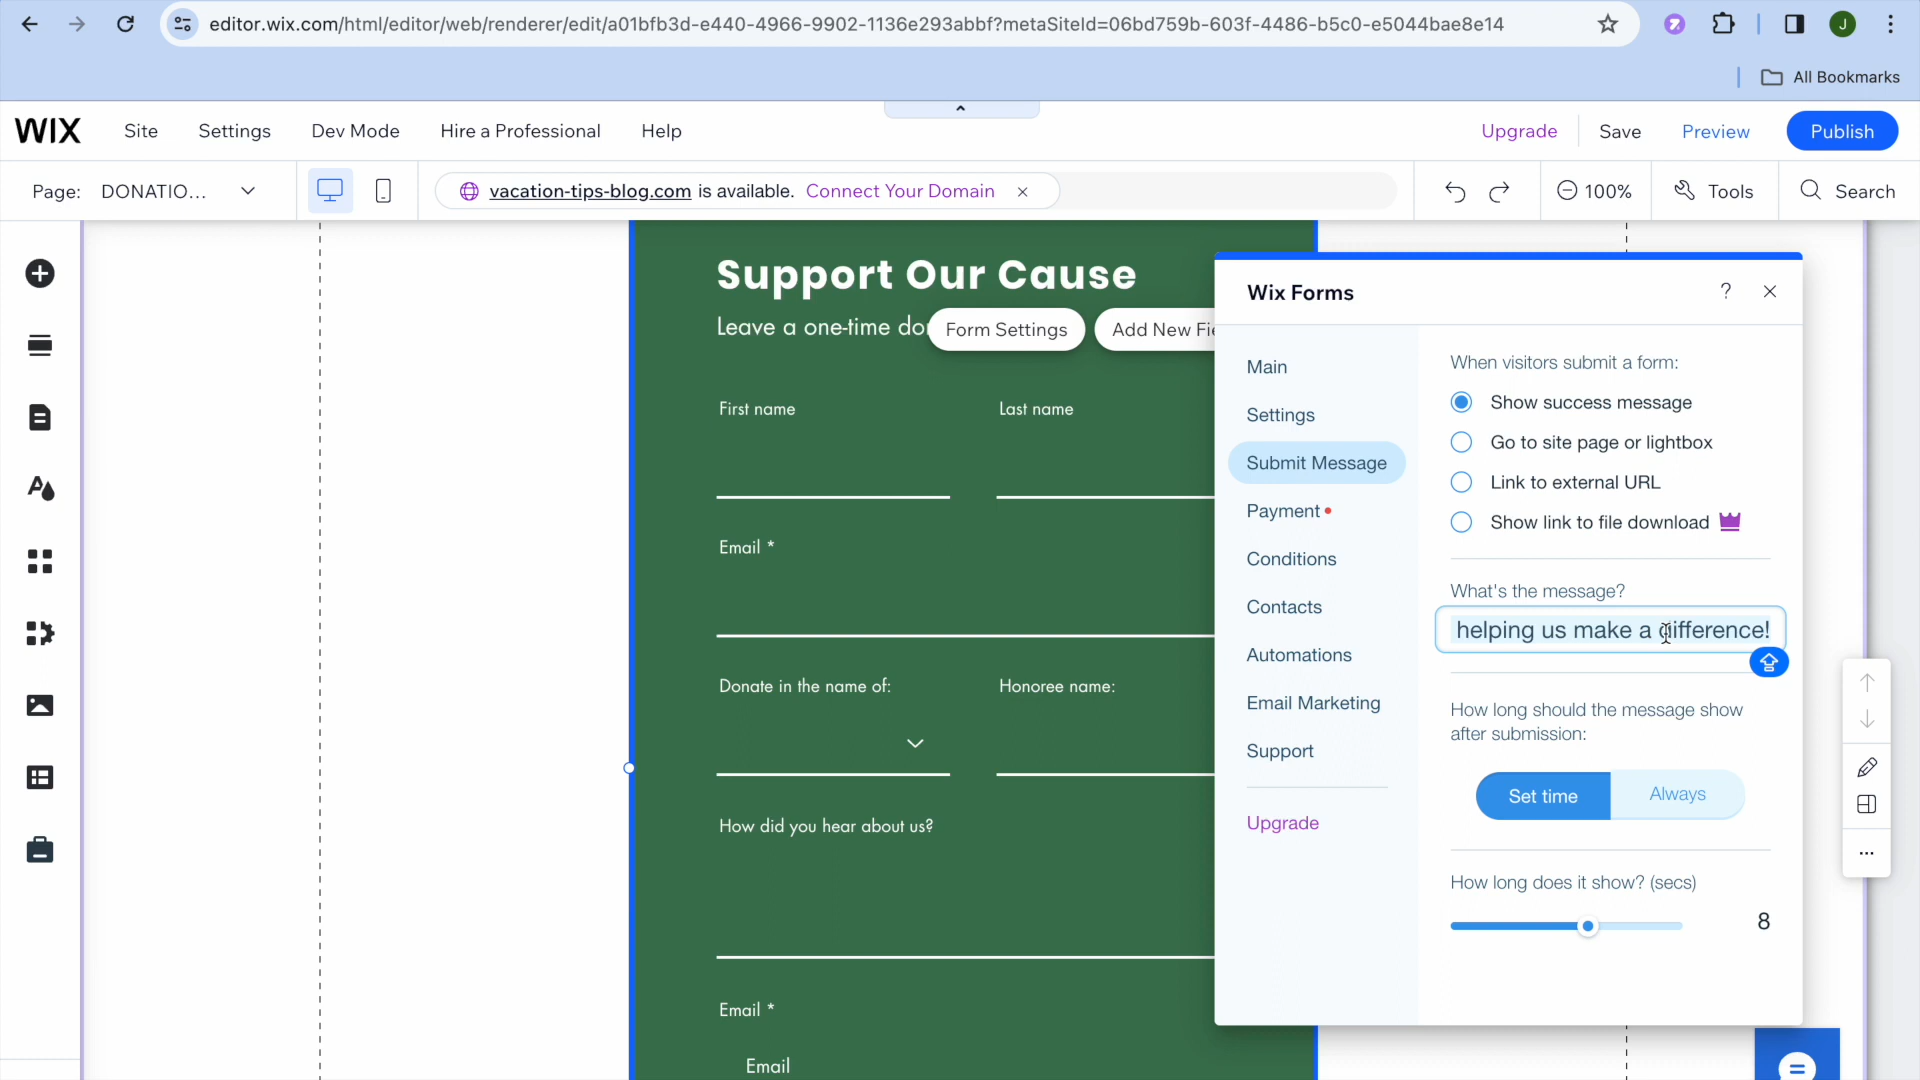 editor.wix.com/html/editor/web/renderer/edit/a01bfb3d-e440-4966-9902-1136e293abbf?metaSiteId=06bd759b-603f-4486-b5c0-e5044bae8e14
J
All Bookmarks
WIX Site Settings Dev Mode Hire a Professional Help Upgrade Save Preview Publish
Page: DONATIO... vacation-tips-blog.com is available. Connect Your Domain 100% Tools Search
Support Our Cause
Leave a one-time do
Form Settings
Add New Fie
First name
Last name
Email *
Donate in the name of:
Honoree name:
How did you hear about us?
Email *
Email
Wix Forms
?
Main
Settings
Submit Message
Payment
Conditions
Contacts
Automations
Email Marketing
Support
Upgrade
When visitors submit a form:
Show success message
Go to site page or lightbox
Link to external URL
Show link to file download
What's the message?
helping us make a difference!
How long should the message show
after submission:
Set time
Always
How long does it show? (secs)
8